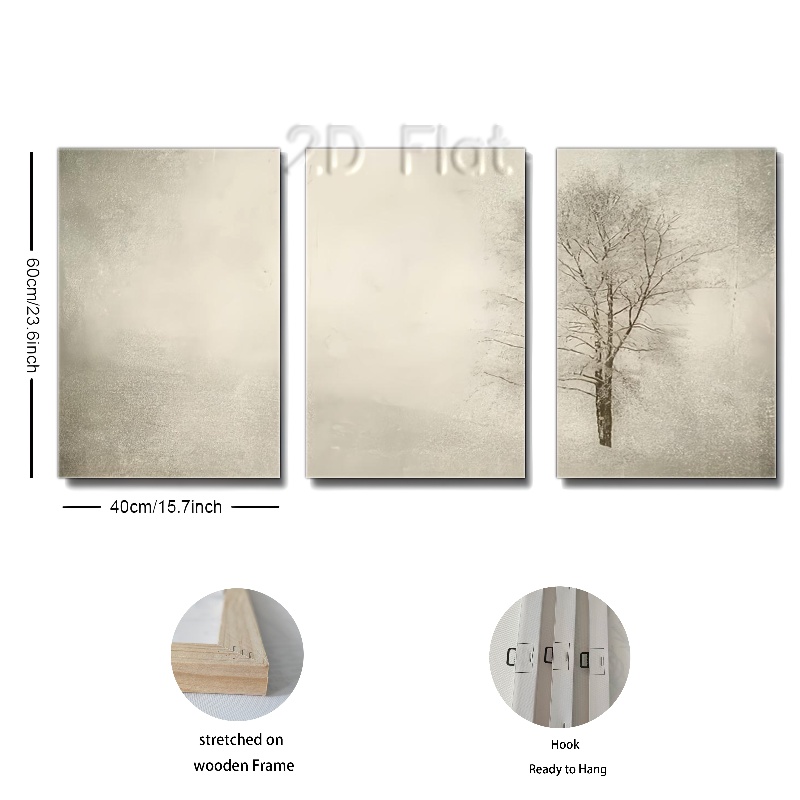 2D Flat
60cm/23.6inch
40cm/15.7inch
stretched on
wooden Frame
Hook
Ready to Hang